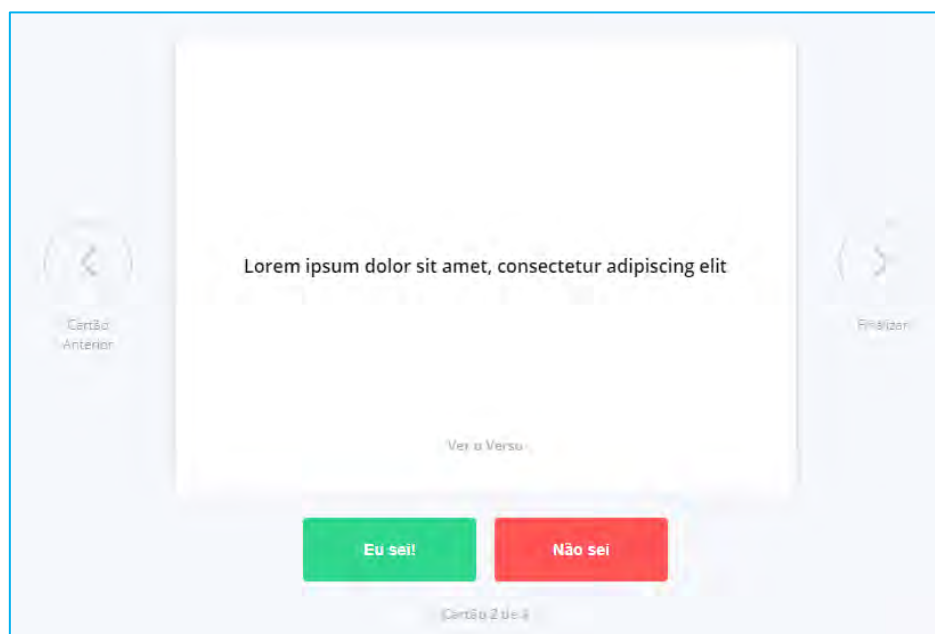 Lorem ipsum dolor sit amet, consectetur adipiscing elit
Cartão
Anterior
Finalizar
Ver o Verso
Eu sei!
Não sei
Cartão 2 de